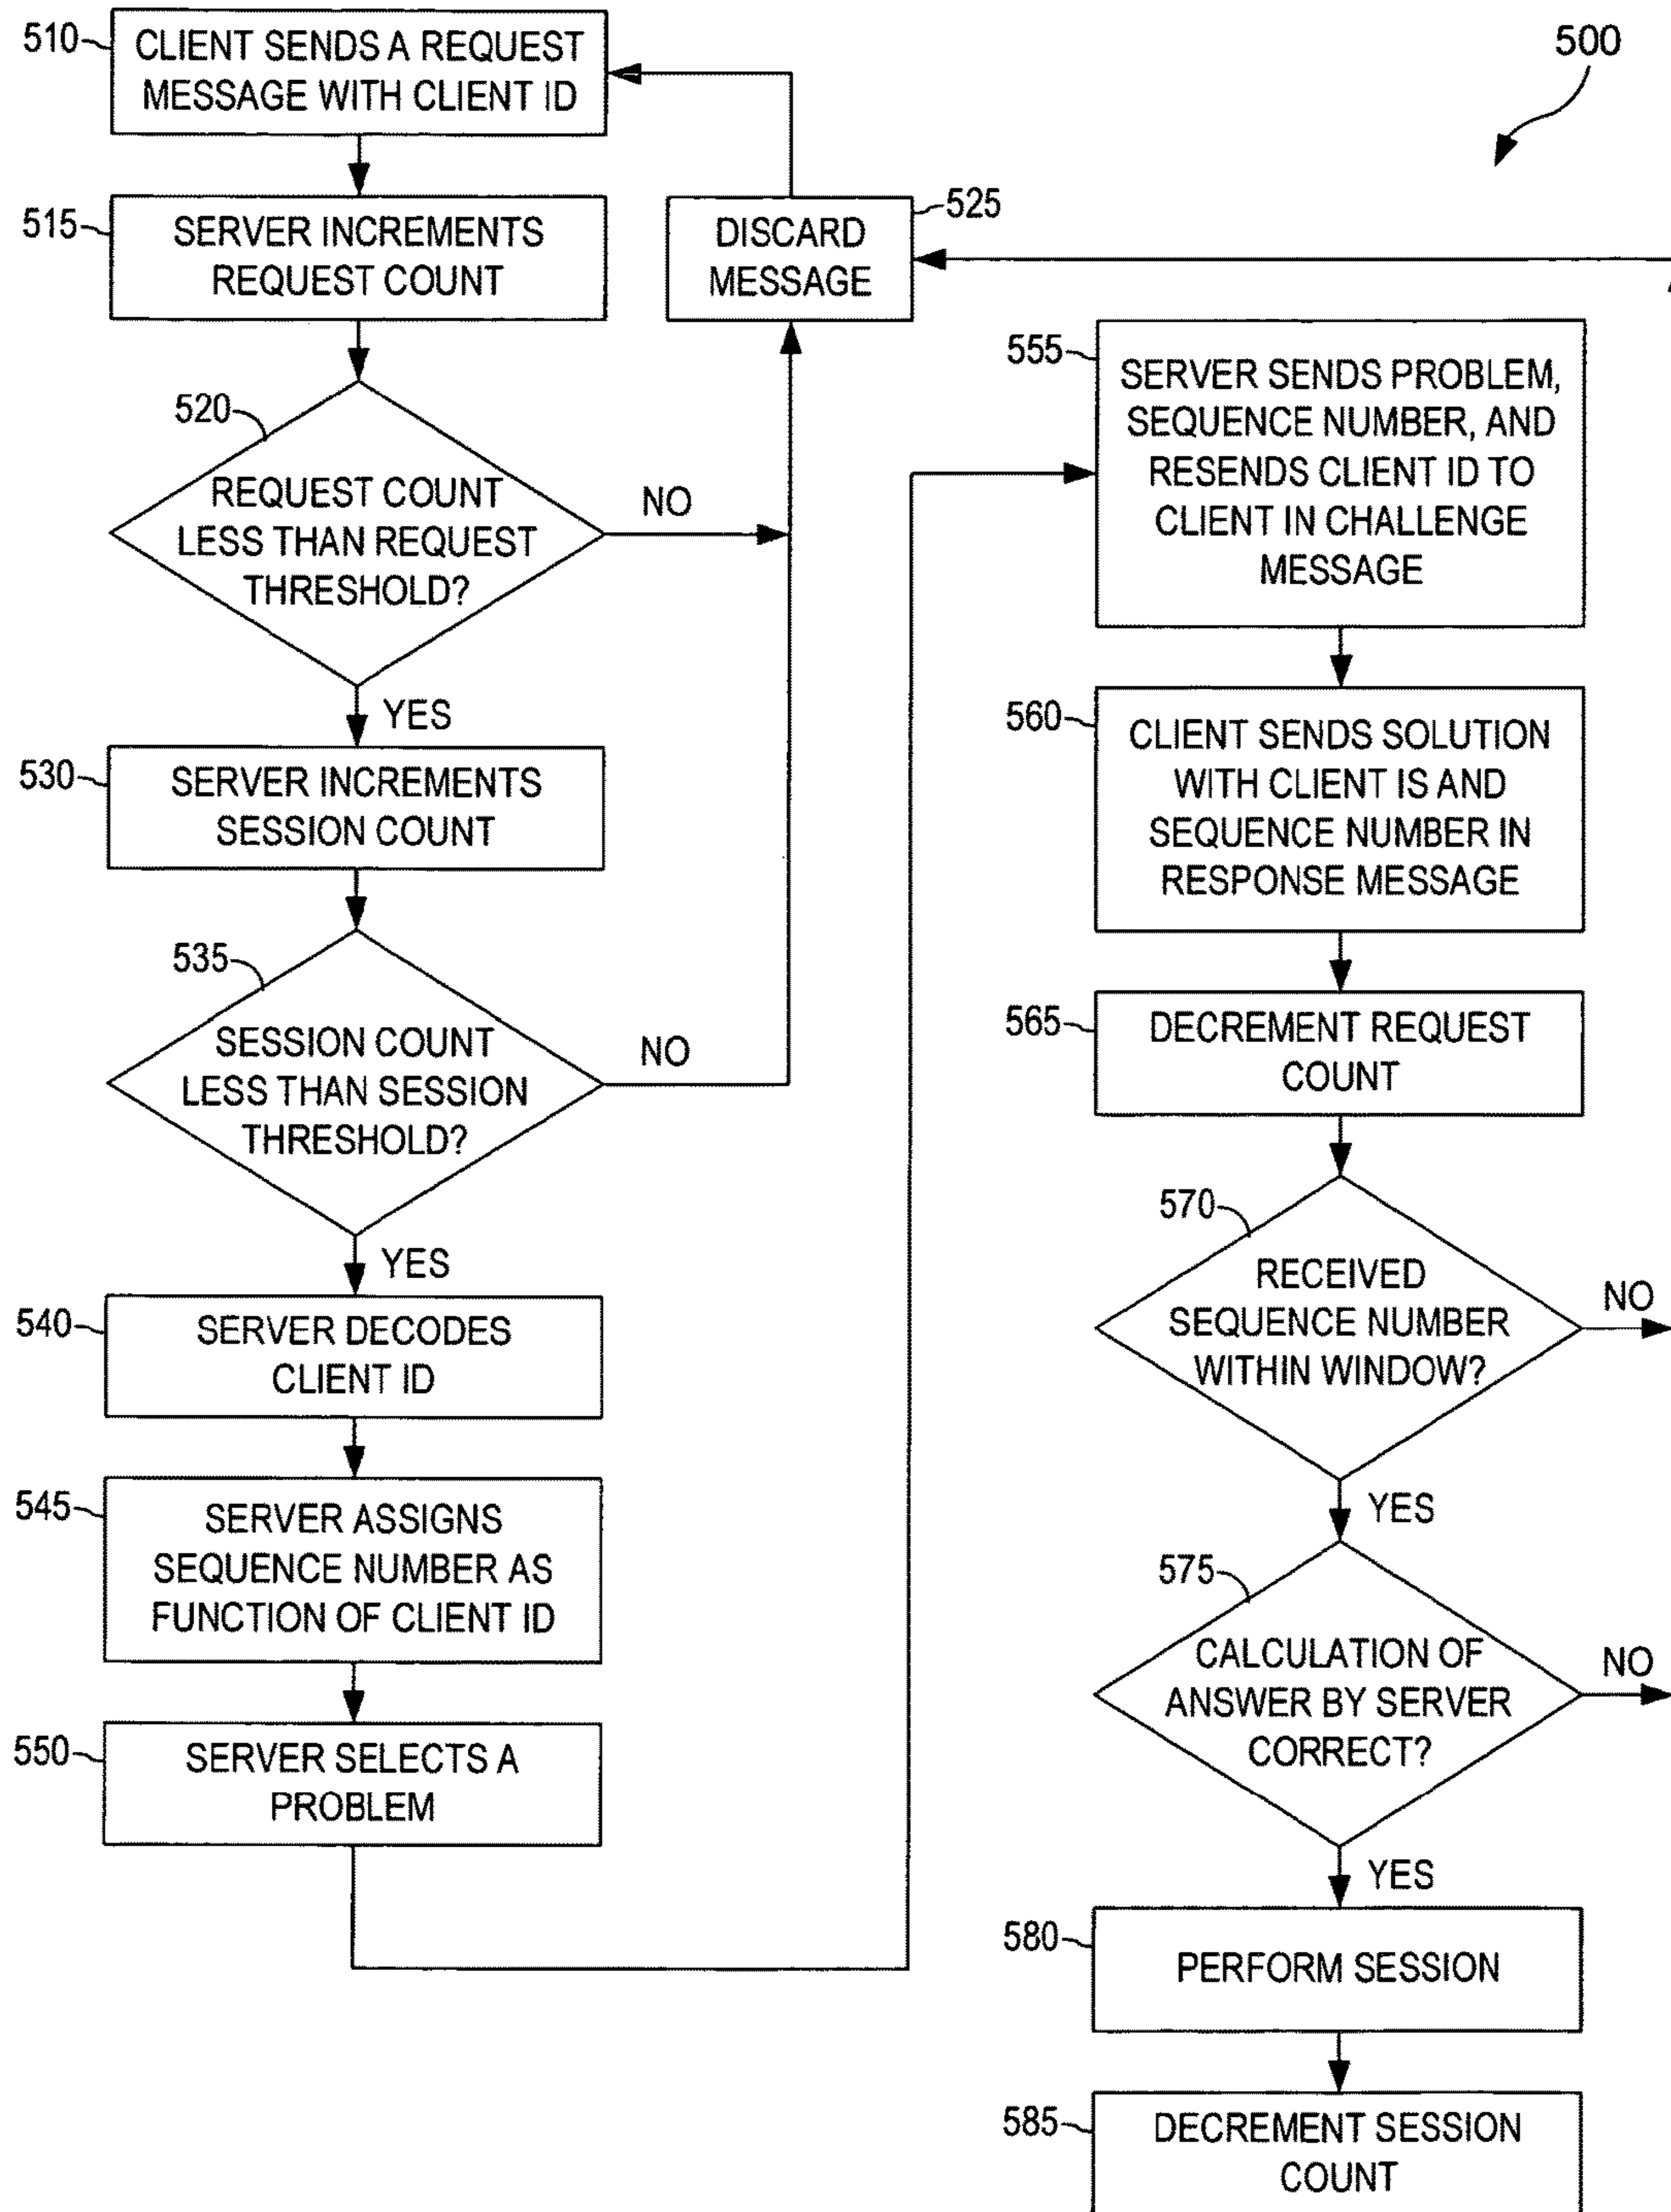 500
510
CLIENT SENDS A REQUEST
MESSAGE WITH CLIENT ID
515
SERVER INCREMENTS
REQUEST COUNT
520
REQUEST COUNT
LESS THAN REQUEST
THRESHOLD?
NO
YES
525
DISCARD
MESSAGE
530
SERVER INCREMENTS
SESSION COUNT
535
SESSION COUNT
LESS THAN SESSION
THRESHOLD?
NO
YES
540
SERVER DECODES
CLIENT ID
545
SERVER ASSIGNS
SEQUENCE NUMBER AS
FUNCTION OF CLIENT ID
550
SERVER SELECTS A
PROBLEM
555
SERVER SENDS PROBLEM,
SEQUENCE NUMBER, AND
RESENDS CLIENT ID TO
CLIENT IN CHALLENGE
MESSAGE
560
CLIENT SENDS SOLUTION
WITH CLIENT IS AND
SEQUENCE NUMBER IN
RESPONSE MESSAGE
565
DECREMENT REQUEST
COUNT
570
RECEIVED
SEQUENCE NUMBER
WITHIN WINDOW?
NO
YES
575
CALCULATION OF
ANSWER BY SERVER
CORRECT?
NO
YES
580
PERFORM SESSION
585
DECREMENT SESSION
COUNT